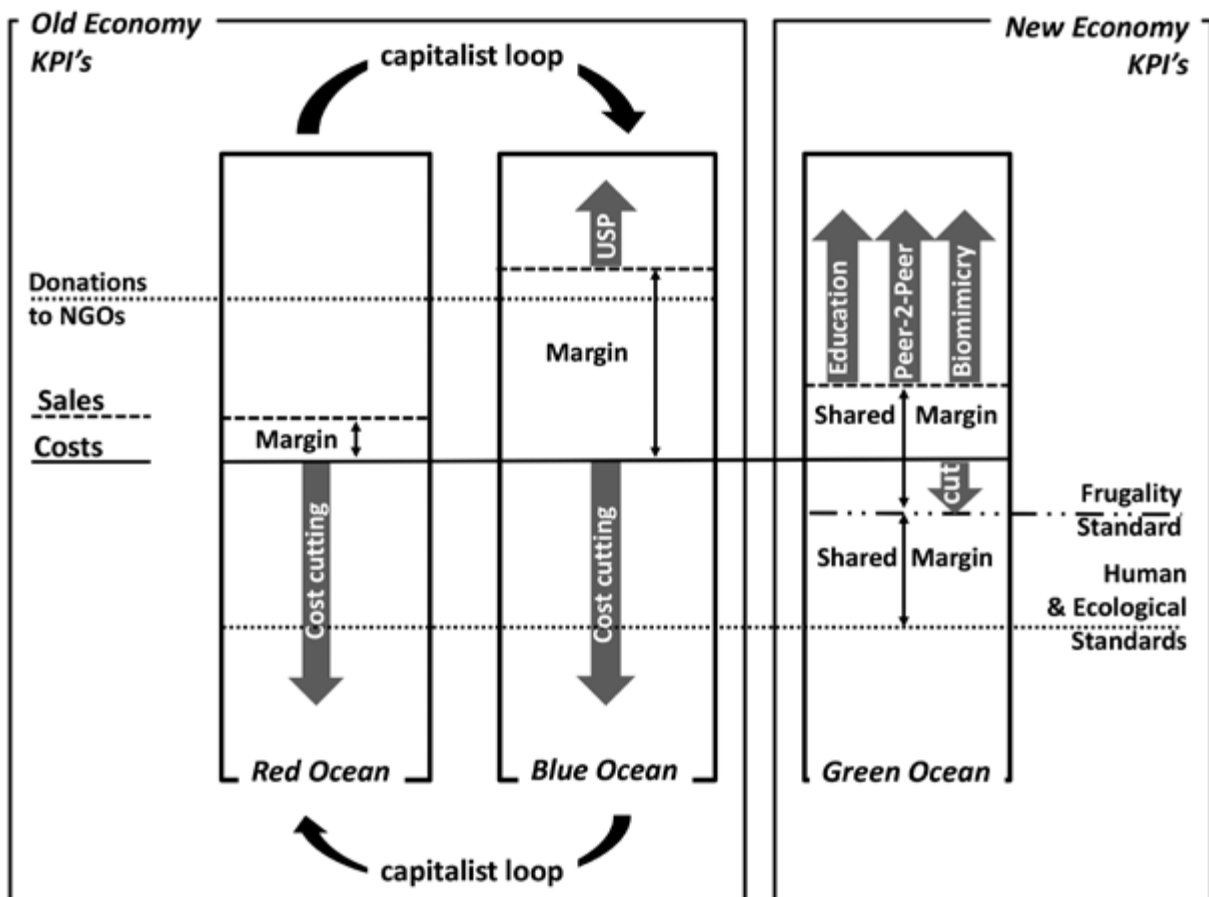 Old Economy
KPI's
New Economy
KPI's
capitalist loop
USP
Donations
to NGOs
Margin
Education
Peer-2-Peer
Biomimicry
Sales
Costs
Margin
Shared Margin
Cost cutting
Cost cutting
cut
Frugality
Standard
Shared Margin
Human
& Ecological
Standards
Red Ocean
Blue Ocean
Green Ocean
capitalist loop